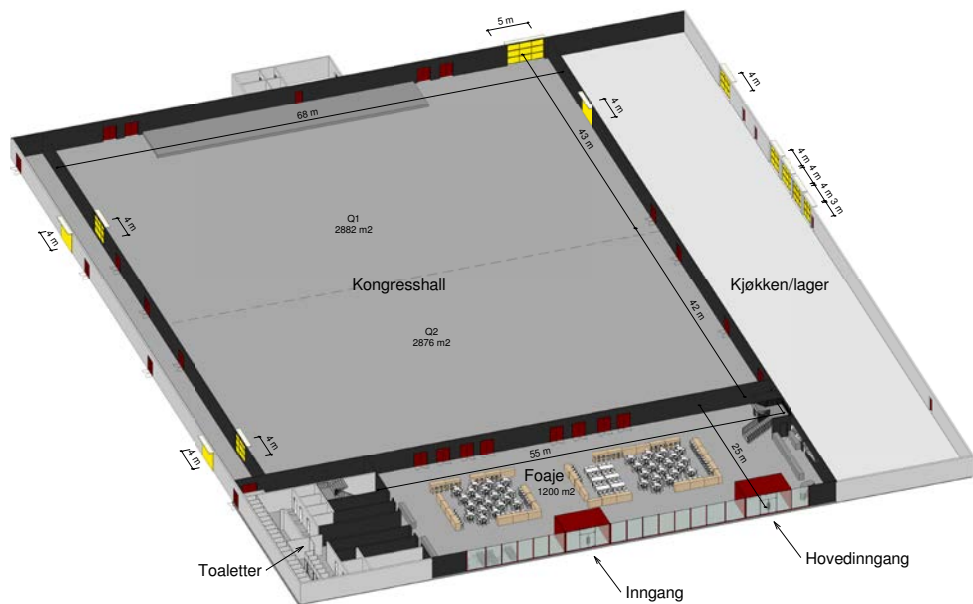 5 m
4 m
68 m
4 m
43 m
4 m
4 m
4 m
3 m
Q1
2882 m2
4 m
4 m
Kongresshall
Kjøkken/lager
42 m
Q2
2876 m2
4 m
4 m
55 m
25 m
Foaje
1200 m2
Toaletter
Hovedinngang
Inngang